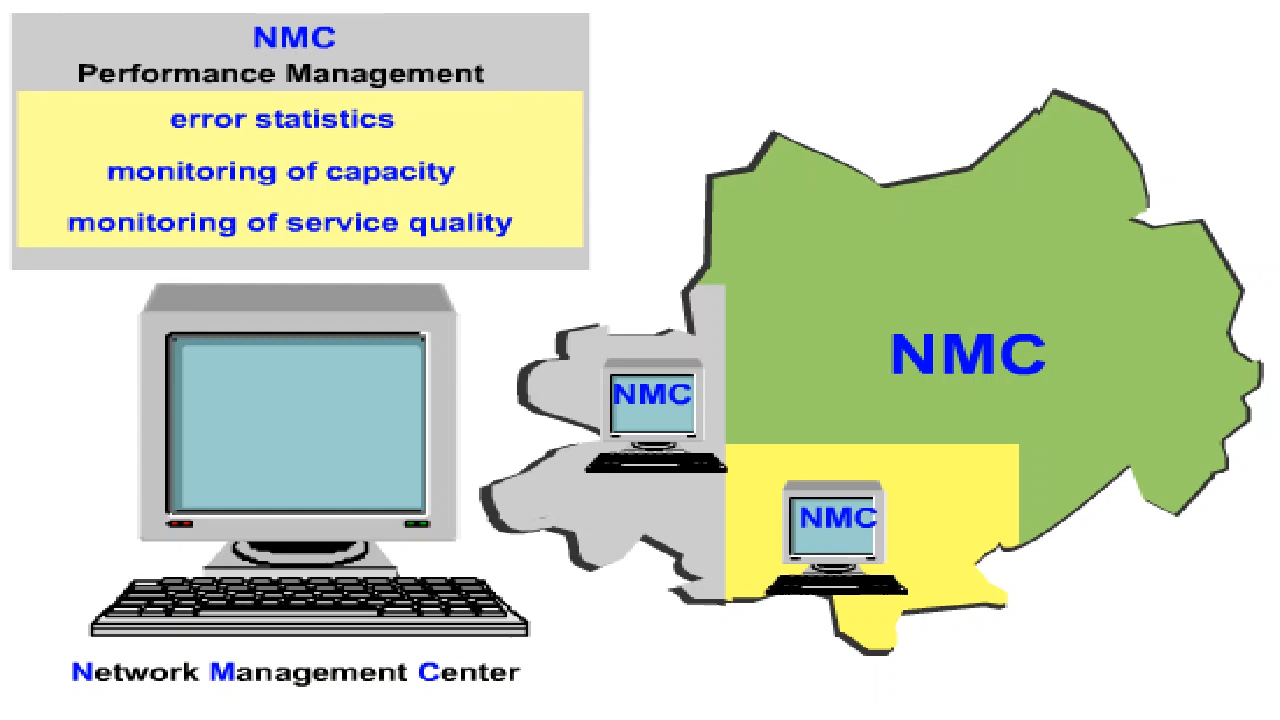 NMC
Performance Management
error statistics
monitoring of capacity
monitoring of service quality
NMC
NMC
NMC
Network Management Center